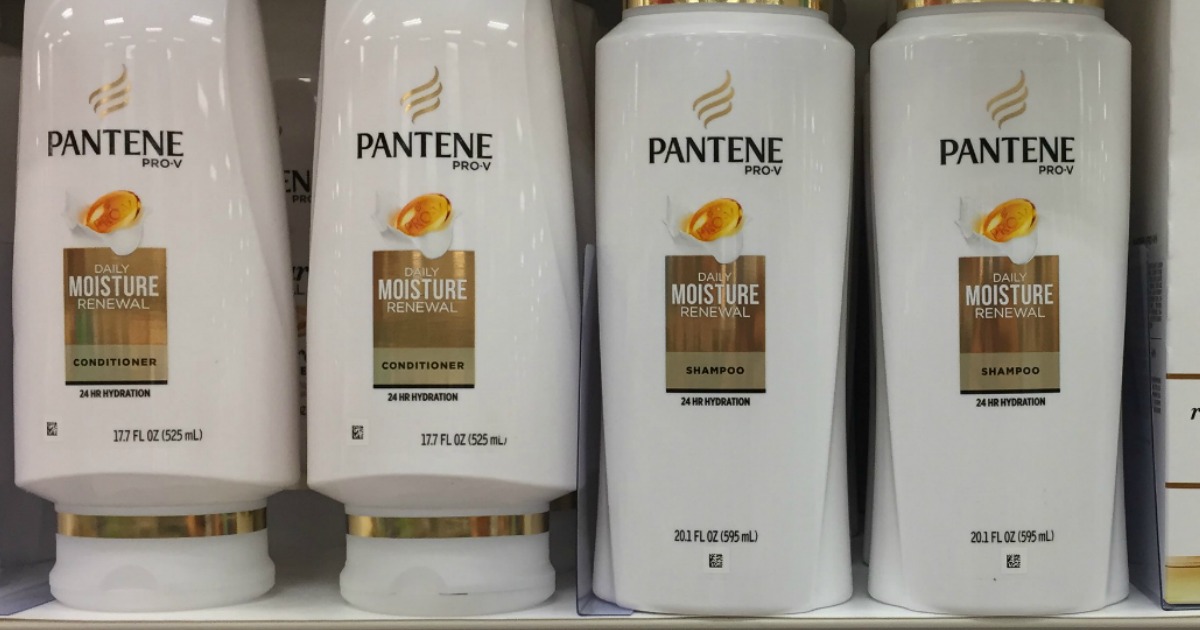 PANTENE
PRO-V
DAILY
MOISTURE
RENEWAL
CONDITIONER
24 HR HYDRATION
17.7 FL OZ (525 mL)
PANTENE
PRO-V
DAILY
MOISTURE
RENEWAL
CONDITIONER
24 HR HYDRATION
17.7 FL OZ (525 mL)
PANTENE
PRO-V
DAILY
MOISTURE
RENEWAL
SHAMPOO
24 HR HYDRATION
20.1 FL OZ (595 mL)
PANTENE
PRO-V
DAILY
MOISTURE
RENEWAL
SHAMPOO
24 HR HYDRATION
20.1 FL OZ (595 mL)